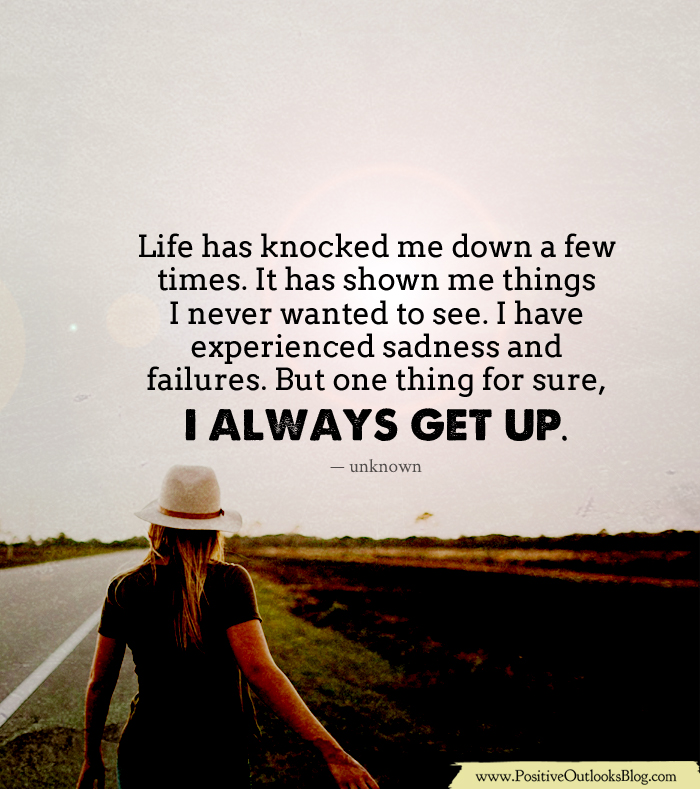 Life has knocked me down a few
times. It has shown me things
I never wanted to see. I have
experienced sadness and
failures. But one thing for sure,
I ALWAYS GET UP.
— unknown
www.PositiveOutlooksBlog.com